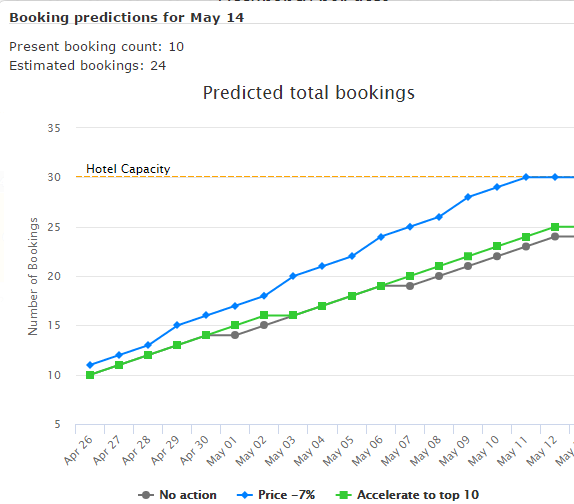 Booking predictions for May 14
Present booking count: 10
Estimated bookings: 24
Predicted total bookings
35
Hotel Capacity
30
25
20
15
10
5
Number of Bookings
Apr 26
Apr 27
Apr 28
Apr 29
Apr 30
May 01
May 02
May 03
May 04
May 05
May 06
May 07
May 08
May 09
May 10
May 11
May 12
No action
Price -7%
Accelerate to top 10